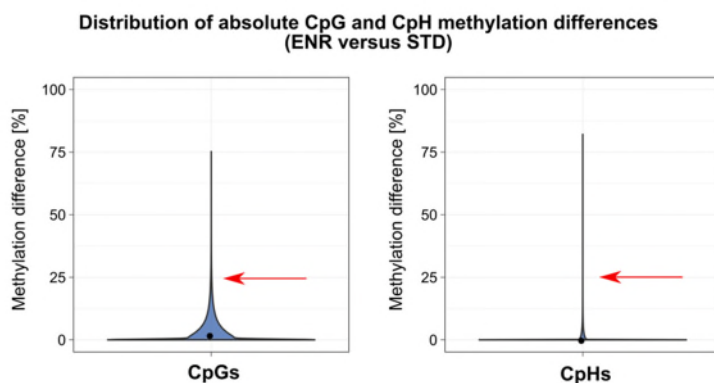 Distribution of absolute CpG and CpH methylation differences
(ENR versus STD)
Methylation difference [%]
100
75
50
25
0
CpGs
Methylation difference [%]
100
75
50
25
0
CpHs